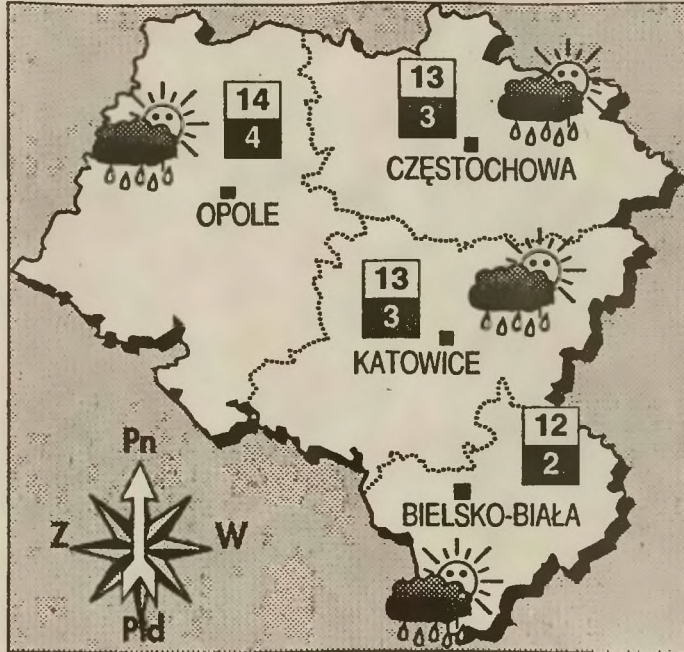 14
4
OPOLE
13
3
CZĘSTOCHOWA
13
3
KATOWICE
12
2
BIELSKO-BIAŁA
Pn
Z W
Płd